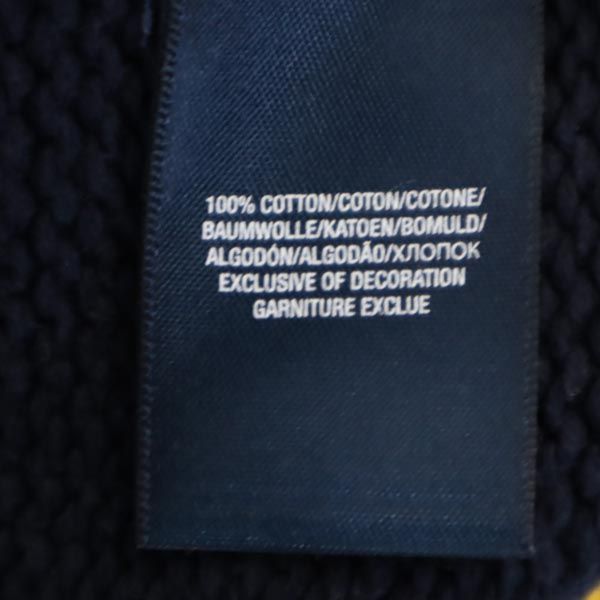 100% COTTON/COTON/COTONE/
BAUMWOLLE/KATOEN/BOMULD/
ALGODÓN/ALGODÃO/ХЛОПОК
EXCLUSIVE OF DECORATION
GARNITURE EXCLUE